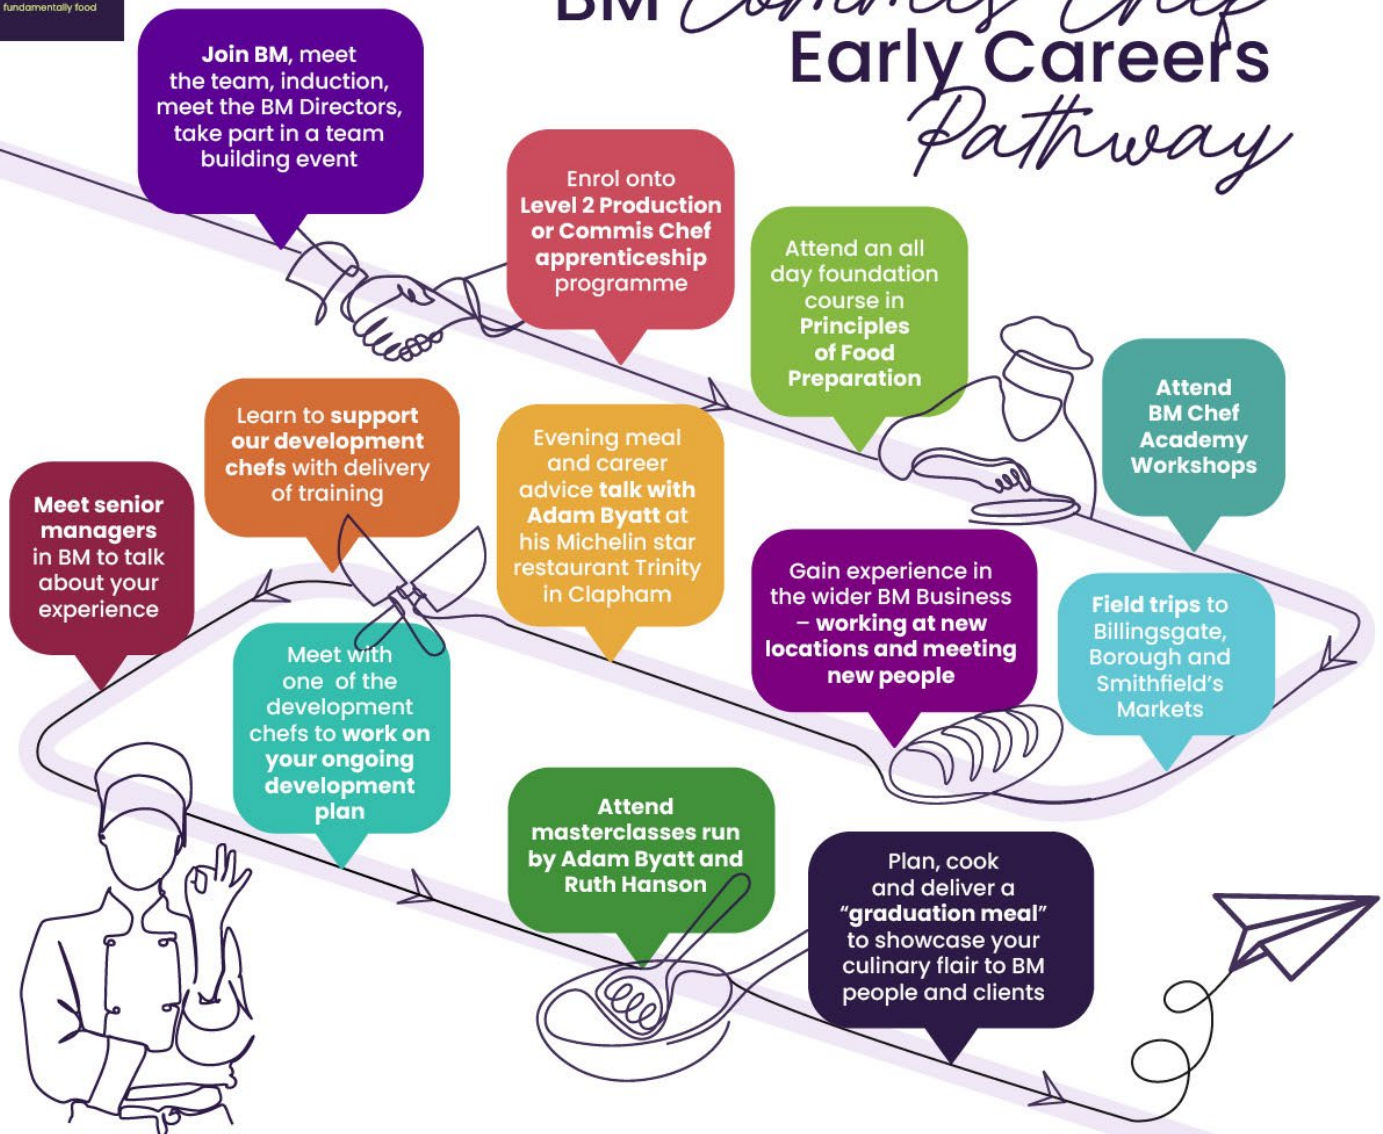 fundamentally food
BM Commis Chef
Early Careers
Pathway
Join BM, meet
the team, induction,
meet the BM Directors,
take part in a team
building event
Enrol onto
Level 2 Production
or Commis Chef
apprenticeship
programme
Attend an all
day foundation
course in
Principles
of Food
Preparation
Attend
BM Chef
Academy
Workshops
Field trips to
Billingsgate,
Borough and
Smithfield's
Markets
Gain experience in
the wider BM Business
– working at new
locations and meeting
new people
Evening meal
and career
advice talk with
Adam Byatt at
his Michelin star
restaurant Trinity
in Clapham
Learn to support
our development
chefs with delivery
of training
Meet senior
managers
in BM to talk
about your
experience
Meet with
one of the
development
chefs to work on
your ongoing
development
plan
Attend
masterclasses run
by Adam Byatt and
Ruth Hanson
Plan, cook
and deliver a
“graduation meal”
to showcase your
culinary flair to BM
people and clients